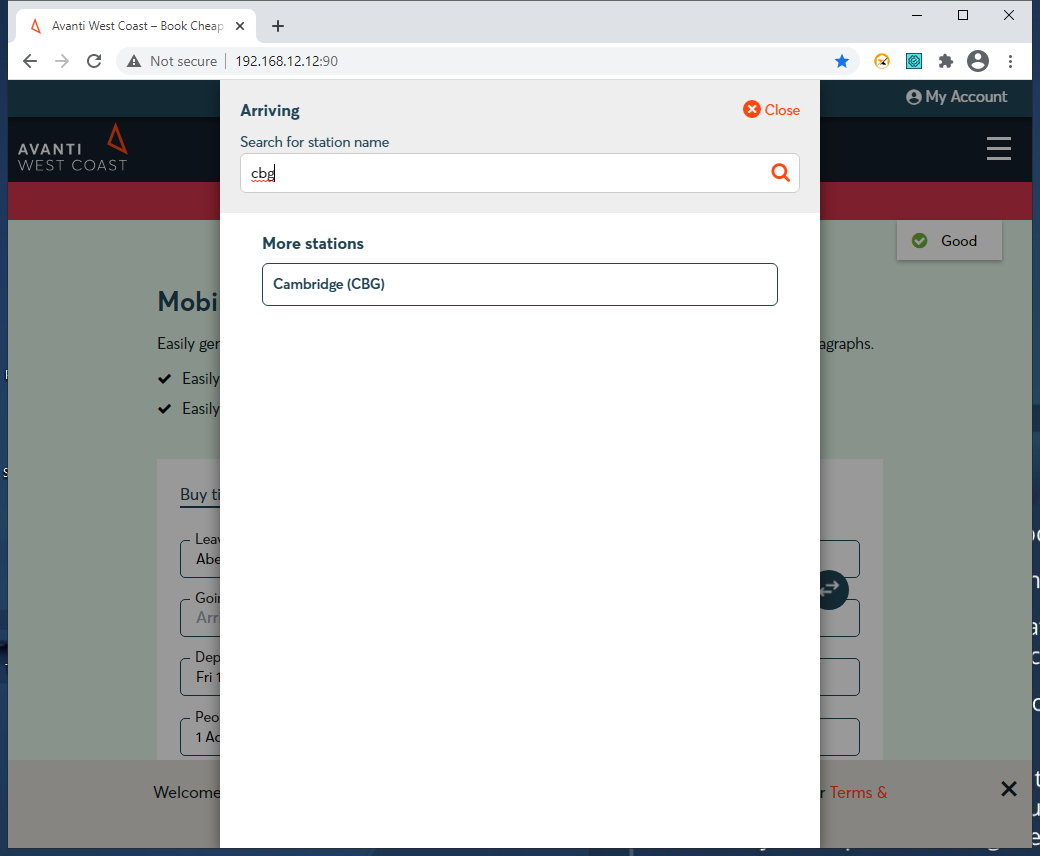 Avanti West Coast – Book Cheap
Not secure
192.168.12.12:90
My Account
AVANTI
WEST COAST
Arriving
Close
Search for station name
cbg
More stations
Cambridge (CBG)
Good
Mobi
Easily ger
agraphs.
Easily
Easily
Buy ti
Leav
Abe
Goin
Arri
Dep
Fri 1
Peo
1 Ad
Welcome
r Terms &